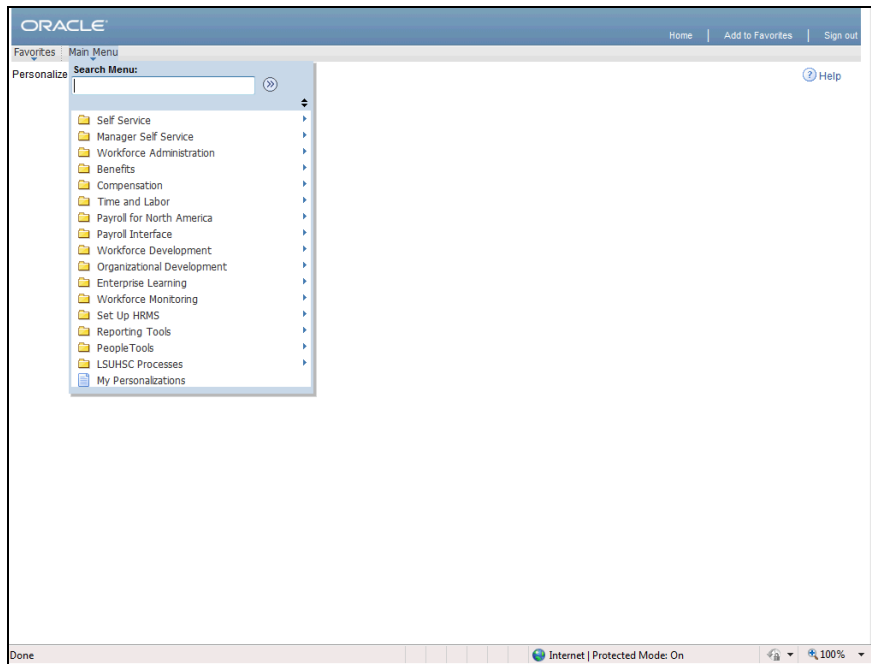 ORACLE
Home | Add to Favorites | Sign out
Favorites Main Menu
Personalize
Search Menu:
Help
Self Service
Manager Self Service
Workforce Administration
Benefits
Compensation
Time and Labor
Payroll for North America
Payroll Interface
Workforce Development
Organizational Development
Enterprise Learning
Workforce Monitoring
Set Up HRMS
Reporting Tools
PeopleTools
LSUHSC Processes
My Personalizations
Done Internet | Protected Mode: On 100%